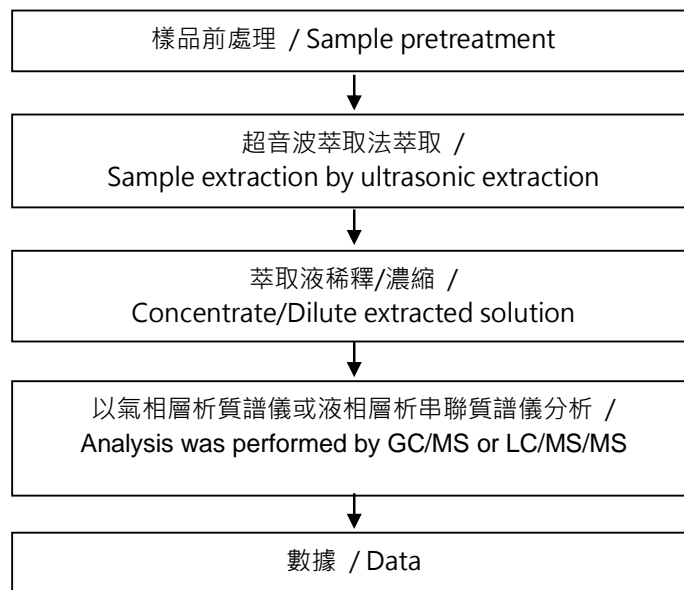 樣品前處理 / Sample pretreatment
超音波萃取法萃取 /
Sample extraction by ultrasonic extraction
萃取液稀釋/濃縮 /
Concentrate/Dilute extracted solution
以氣相層析質譜儀或液相層析串聯質譜儀分析 /
Analysis was performed by GC/MS or LC/MS/MS
數據 / Data